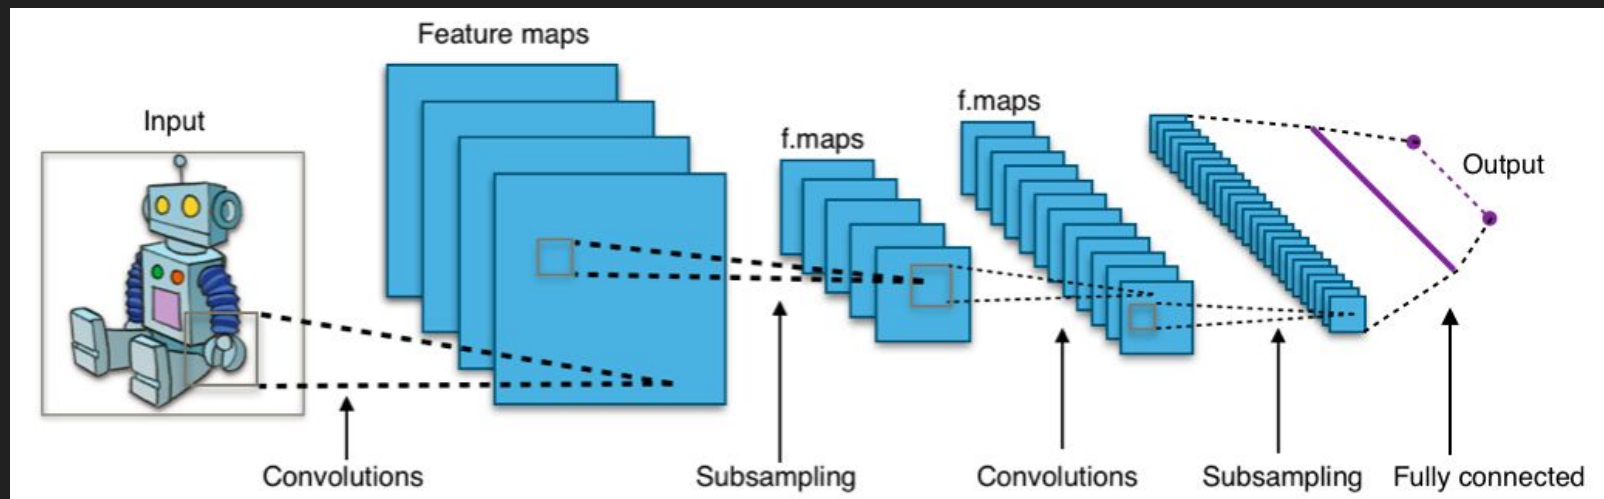 Feature maps
f.maps
Input
f.maps
Output
Convolutions
Subsampling
Convolutions
Subsampling
Fully connected